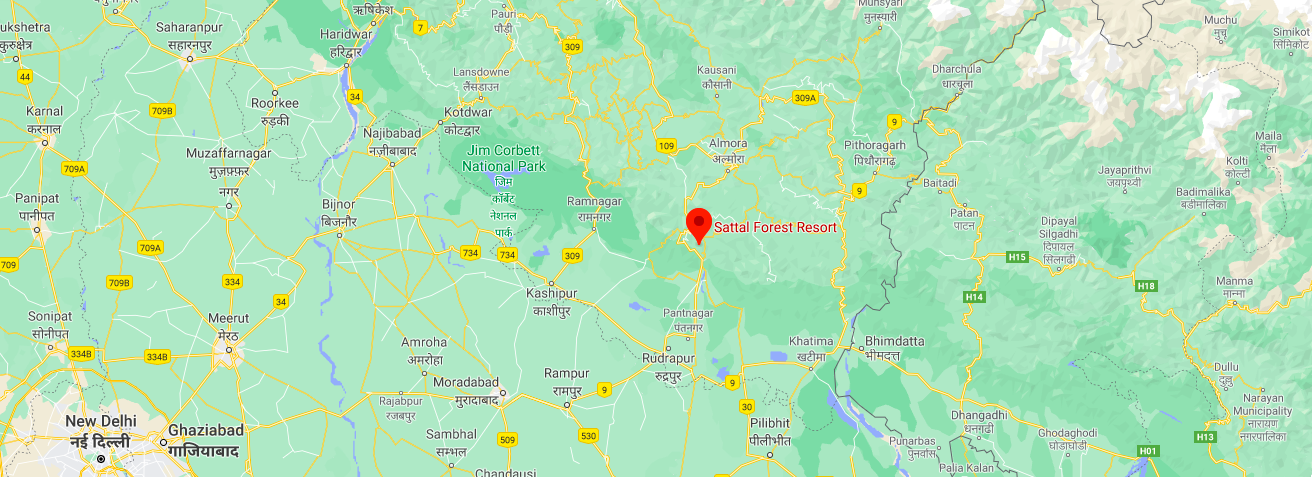 ऋषिकेश
Pauri
पौड़ी
Munsyari
मुनस्यारी
ukshetra
कुरुक्षेत्र
Saharanpur
सहारनपुर
Haridwar
हरिद्वार
7
309
Muchu
मुचू
Simikot
सिमिकोट
44
Lansdowne
लैंसडाउन
Kausani
कौसानी
Dharchula
धारचूला
34
309A
Karnal
करनाल
709B
Roorkee
रुड़की
Kotdwar
कोटद्वार
9
Najibabad
नज़ीबाबाद
109
Almora
अल्मोरा
Pithoragarh
पिथौरागढ़
Maila
मैला
Muzaffarnagar
मुज़फ़्फ़र
नगर
Jim Corbett
National Park
जिम
कॉर्बेट
नेशनल
पार्क
709A
Kolti
कोल्टी
Jayaprithvi
जयपृथ्वी
Baitadi
9
Badimalika
बडीमालिका
Panipat
पानीपत
Bijnor
बिजनौर
Ramnagar
रामनगर
Patan
पाटन
Sattal Forest Resort
Dipayal
Silgadhi
दिपायल
सिलगढी
709A
734
734
309
H15
709
709B
334
34
H18
H14
Manma
मान्म
Kashipur
काशीपुर
Pantnagar
पंतनगर
Sonipat
सोनीपत
Meerut
मेरठ
334B
334B
Amroha
अमरोहा
Rudrapur
रुद्रपुर
Khatima
खटीमा
Bhimdatta
भीमदत्त
Moradabad
मुरादाबाद
Rampur
रामपुर
9
9
Dullu
दुल्लु
Rajabpur
रजबपुर
30
Narayan
Municipality
नारायण
नगरपालिका
New Delhi
नई दिल्ली
Ghaziabad
गाजियाबाद
Sambhal
सम्भल
509
530
Pilibhit
पीलीभीत
Dhangadhi
धनगढी
Ghodaghodi
घोडाघोडी
H13
Punarbas
पुनर्वास
H01
Chandausi
Palia Kalan